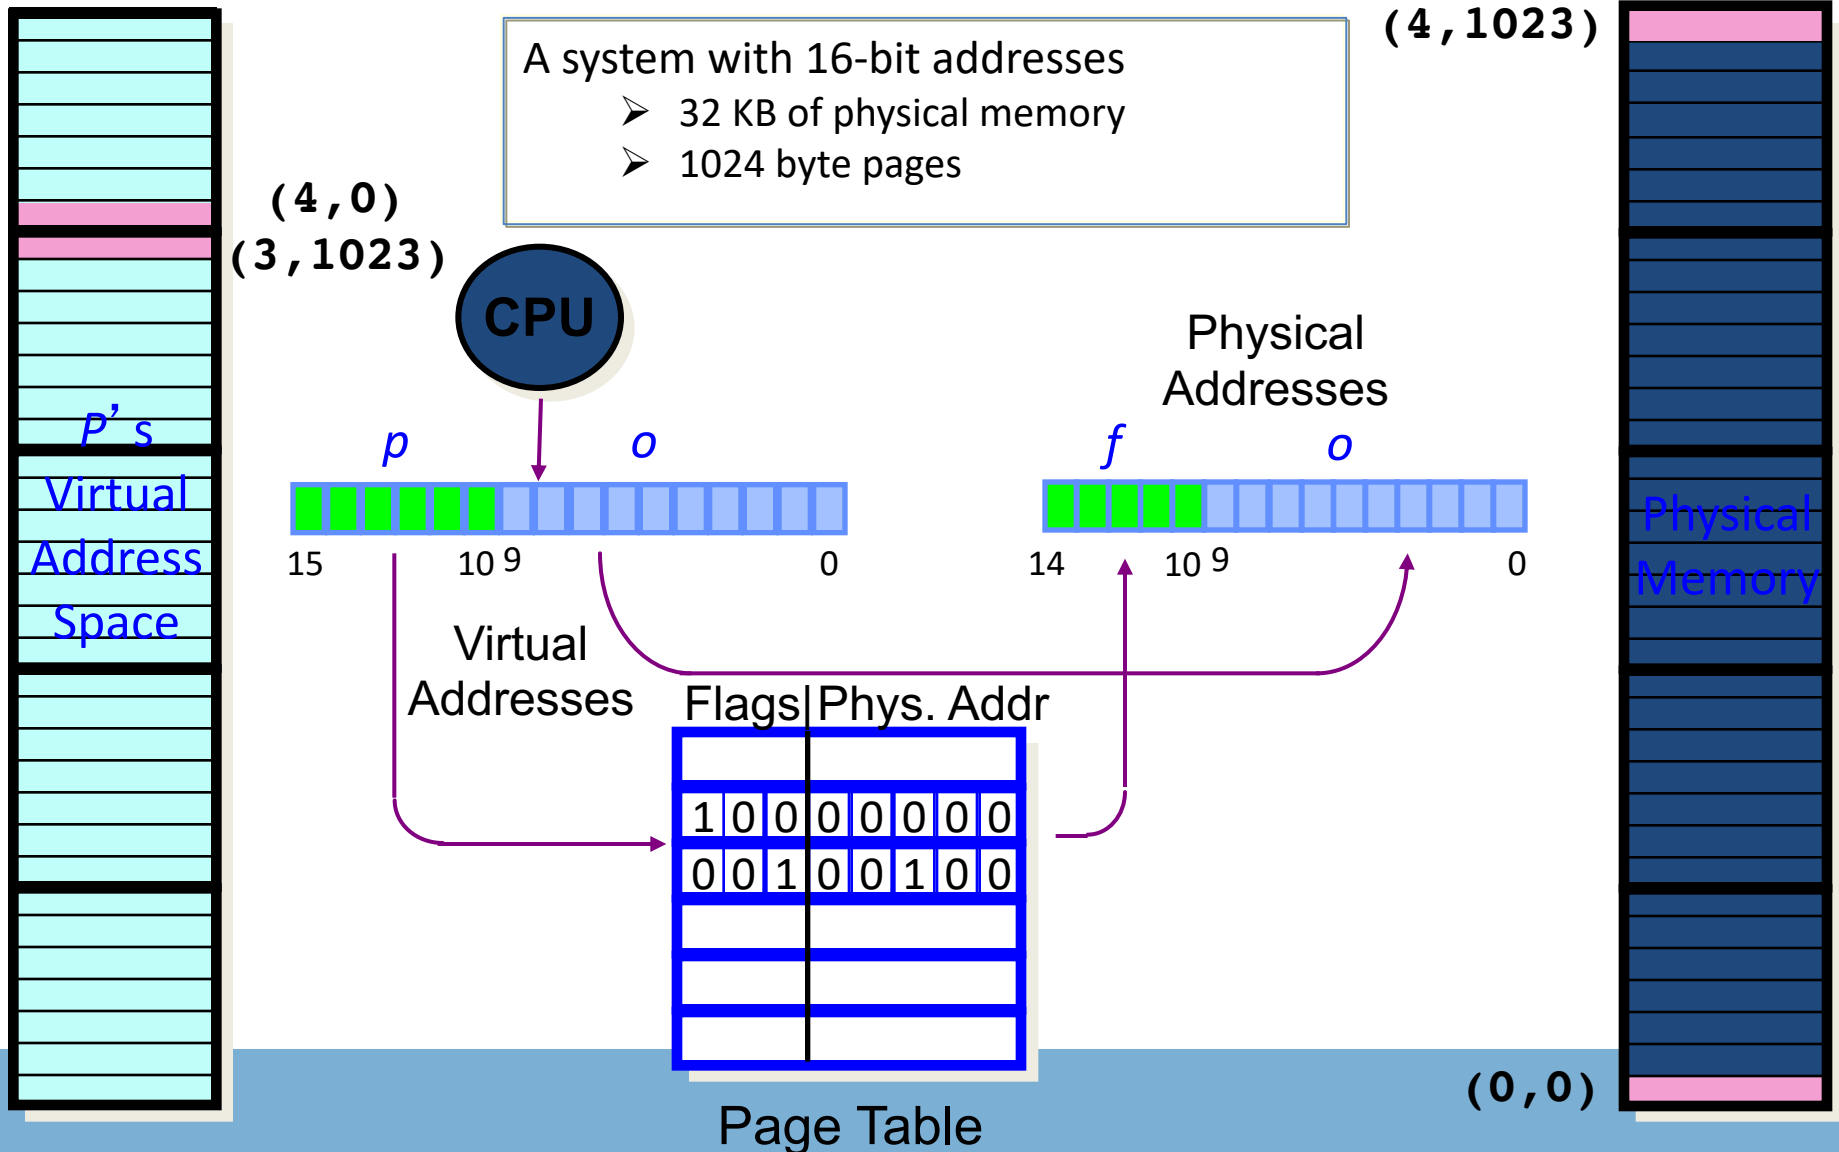 (4,1023)
A system with 16-bit addresses
➢ 32 KB of physical memory
➢ 1024 byte pages
(4,0)
(3,1023)
CPU
Physical
Addresses
P's
Virtual
Address
Space
p o
f o
15 10 9 0
14 10 9 0
Physical
Memory
Virtual
Addresses
Flags Phys. Addr
1 0 0 0 0 0 0 0
0 0 1 0 0 1 0 0
(0,0)
Page Table